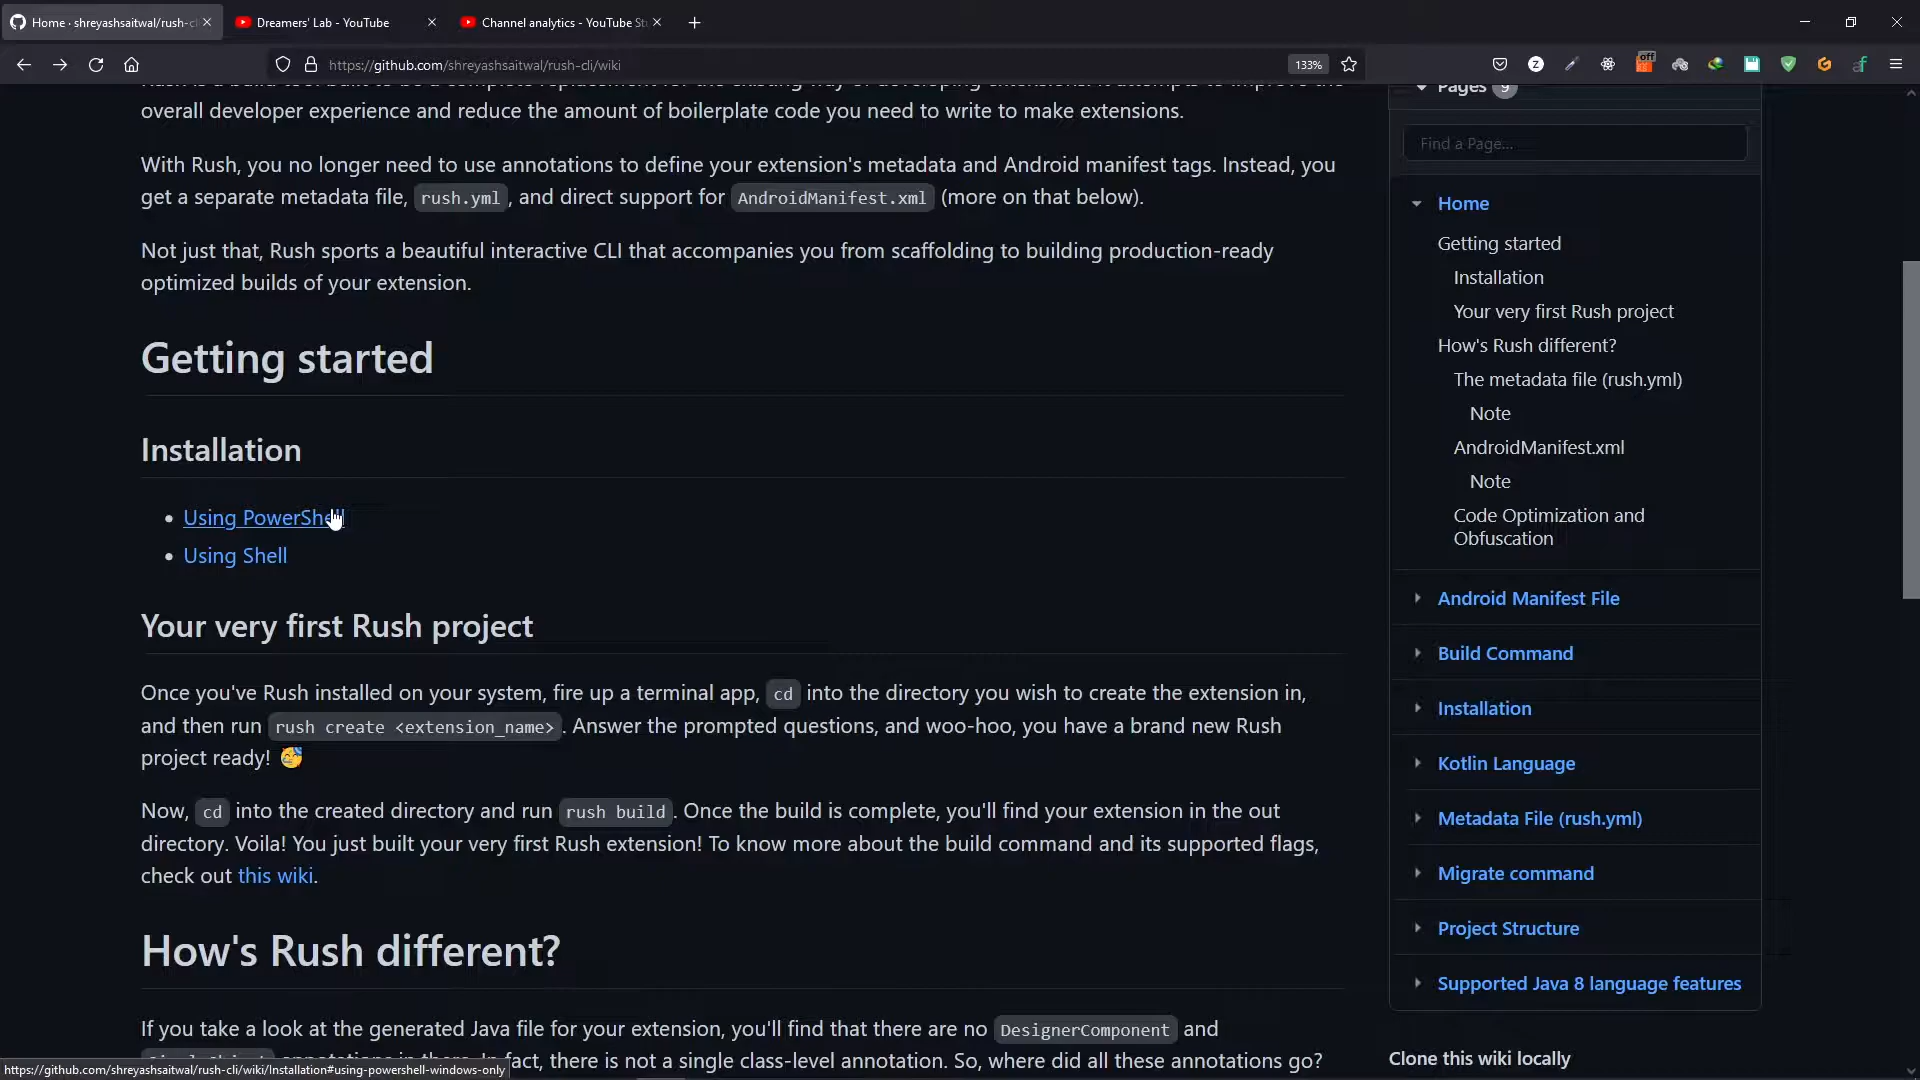 Home · shreyashsaitwal/rush-c
Dreamers' Lab - YouTube
Channel analytics - YouTube St
https://github.com/shreyashsaitwal/rush-cli/wiki
133%
overall developer experience and reduce the amount of boilerplate code you need to write to make extensions.
With Rush, you no longer need to use annotations to define your extension's metadata and Android manifest tags. Instead, you
get a separate metadata file, rush.yml, and direct support for AndroidManifest.xml (more on that below).
Not just that, Rush sports a beautiful interactive CLI that accompanies you from scaffolding to building production-ready
optimized builds of your extension.
Getting started
Installation
• Using PowerShell
• Using Shell
Your very first Rush project
Once you've Rush installed on your system, fire up a terminal app, cd into the directory you wish to create the extension in,
and then run rush create <extension_name>. Answer the prompted questions, and woo-hoo, you have a brand new Rush
project ready! 🥳
Now, cd into the created directory and run rush build. Once the build is complete, you'll find your extension in the out
directory. Voila! You just built your very first Rush extension! To know more about the build command and its supported flags,
check out this wiki.
How's Rush different?
If you take a look at the generated Java file for your extension, you'll find that there are no DesignerComponent and
annotations in there. In fact, there is not a single class-level annotation. So, where did all these annotations go?
https://github.com/shreyashsaitwal/rush-cli/wiki/Installation#using-powershell-windows-only
Pages 9
Find a Page...
Home
Getting started
Installation
Your very first Rush project
How's Rush different?
The metadata file (rush.yml)
Note
AndroidManifest.xml
Note
Code Optimization and
Obfuscation
Android Manifest File
Build Command
Installation
Kotlin Language
Metadata File (rush.yml)
Migrate command
Project Structure
Supported Java 8 language features
Clone this wiki locally